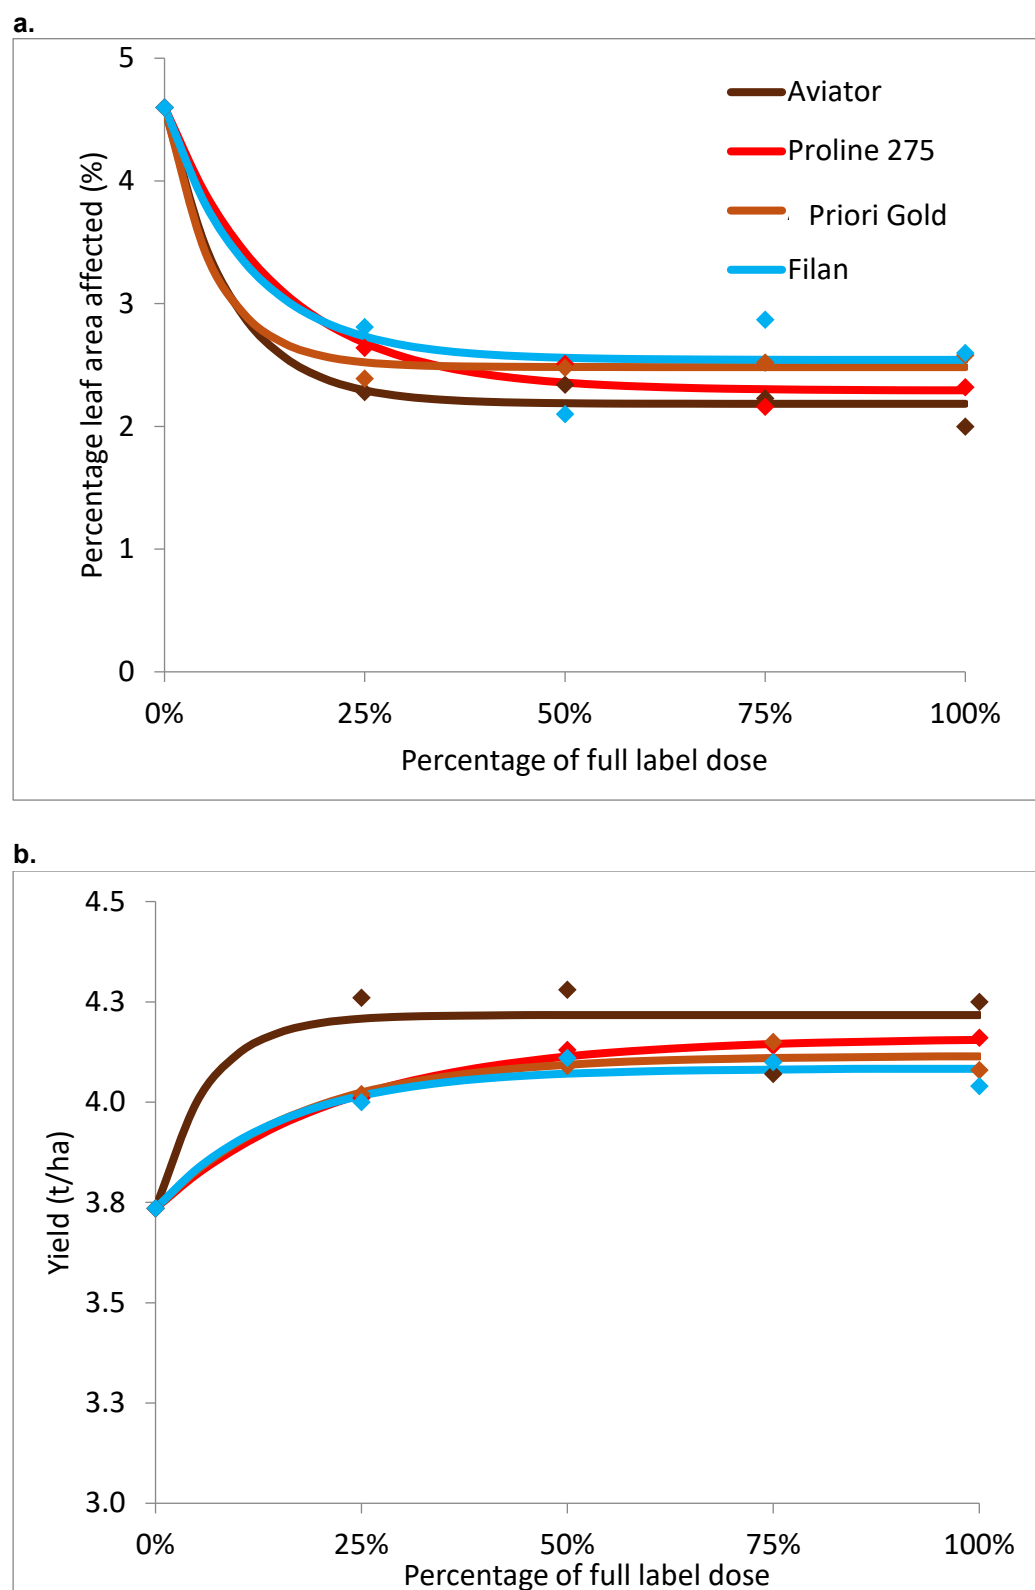 a.
5
4
3
2
1
0
Percentage leaf area affected (%)
Aviator
Proline 275
Priori Gold
Filan
0% 25% 50% 75% 100%
Percentage of full label dose
b.
4.5
4.3
4.0
3.8
3.5
3.3
3.0
Yield (t/ha)
0% 25% 50% 75% 100%
Percentage of full label dose